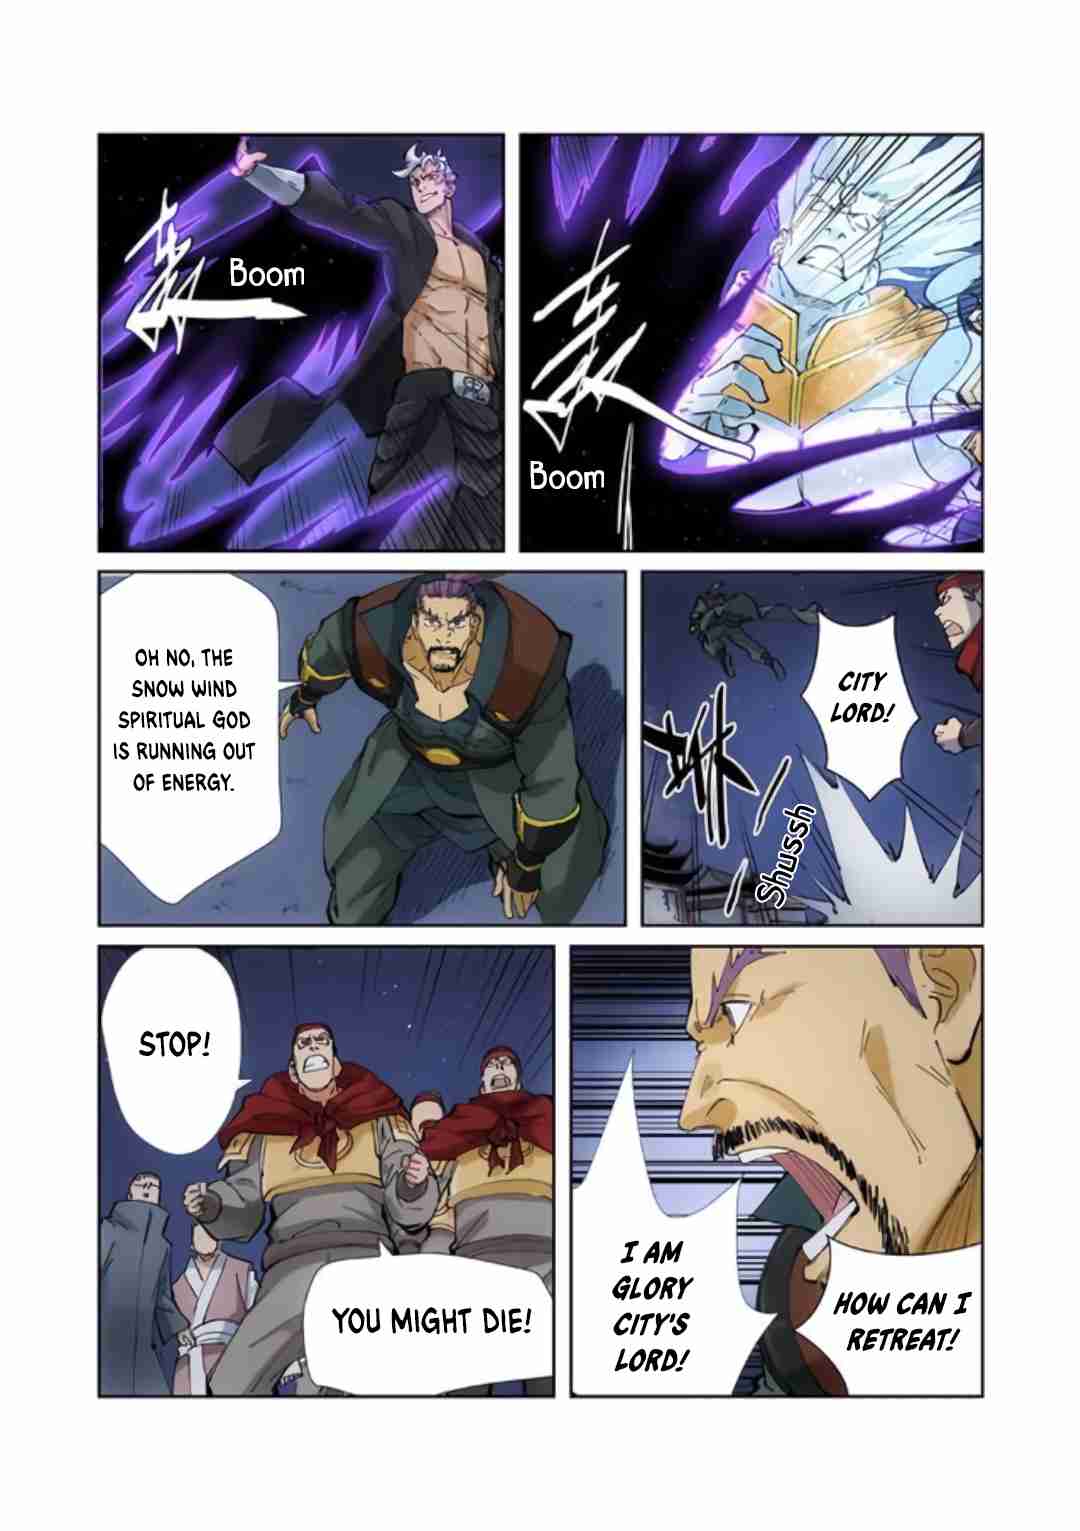 Boom
Boom
OH NO, THE
SNOW WIND
SPIRITUAL GOD
IS RUNNING OUT
OF ENERGY.
CITY
LORD!
Shussh
STOP!
YOU MIGHT DIE!
I AM
GLORY
CITY'S
LORD!
HOW CAN I
RETREAT!